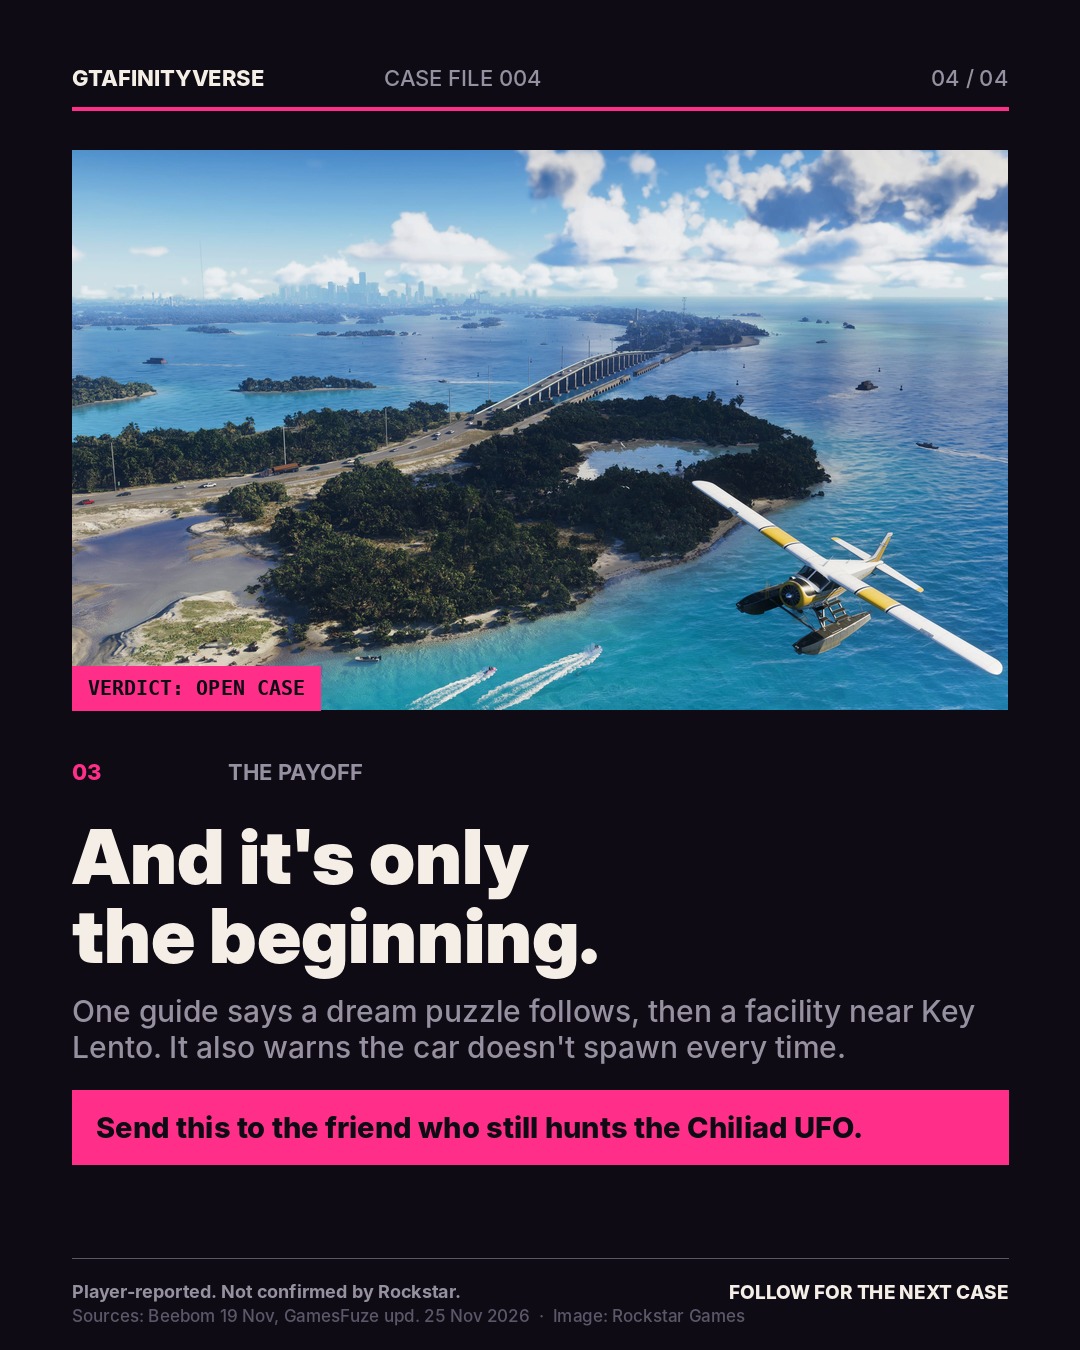 GTAFINITYVERSE CASE FILE 004 04 / 04
VERDICT: OPEN CASE
03 THE PAYOFF
And it's only
the beginning.
One guide says a dream puzzle follows, then a facility near Key
Lento. It also warns the car doesn't spawn every time.
Send this to the friend who still hunts the Chiliad UFO.
Player-reported. Not confirmed by Rockstar. FOLLOW FOR THE NEXT CASE
Sources: Beebom 19 Nov, GamesFuze upd. 25 Nov 2026 · Image: Rockstar Games